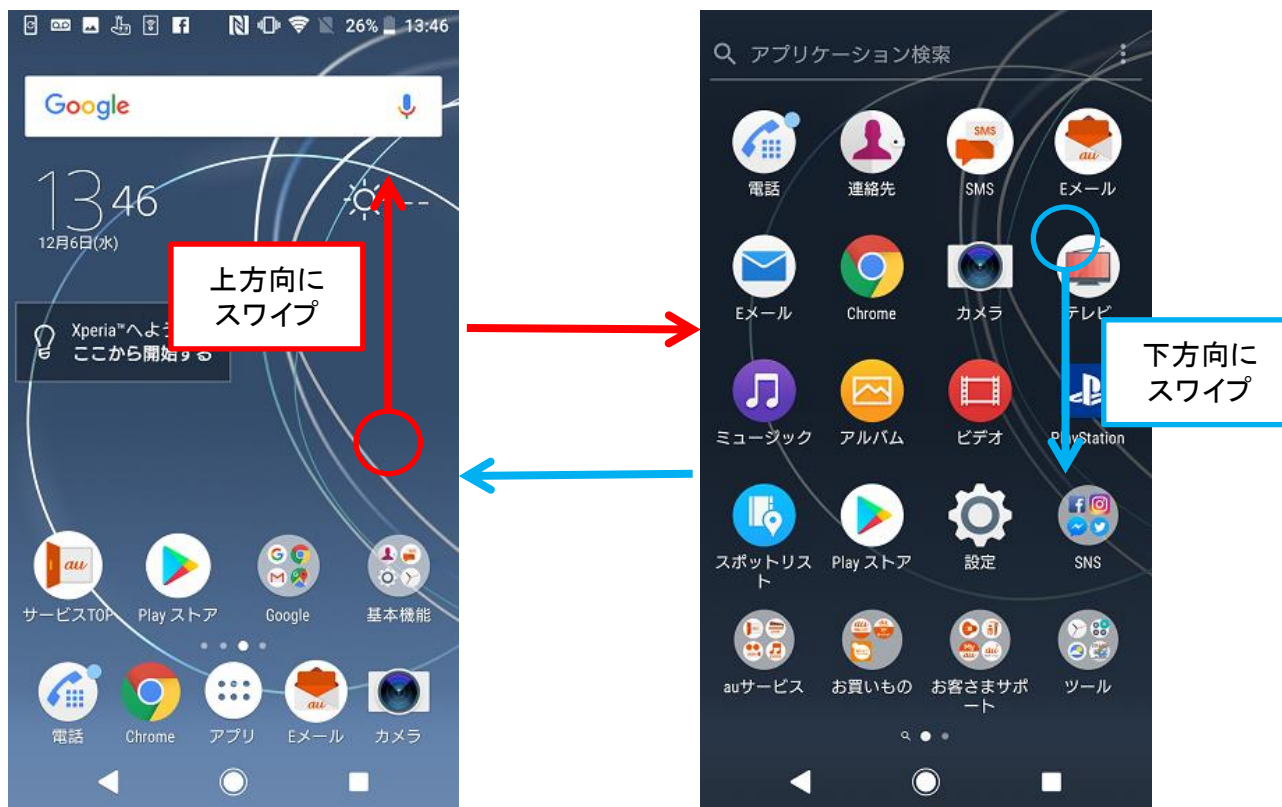 26% 13:46
Google
13 46
12月6日(水)
上方向に
スワイプ
Xperia™へよう
ここから開始する
au
サービスTOP
Play ストア
Google
基本機能
電話
Chrome
アプリ
au
Eメール
カメラ
アプリケーション検索
電話
連絡先
SMS
SMS
au
Eメール
Eメール
Chrome
カメラ
テレビ
下方向に
スワイプ
ミュージック
アルバム
ビデオ
PlayStation
スポットリス
ト
Play ストア
設定
SNS
auサービス
お買いもの
お客さまサポ
ート
ツール